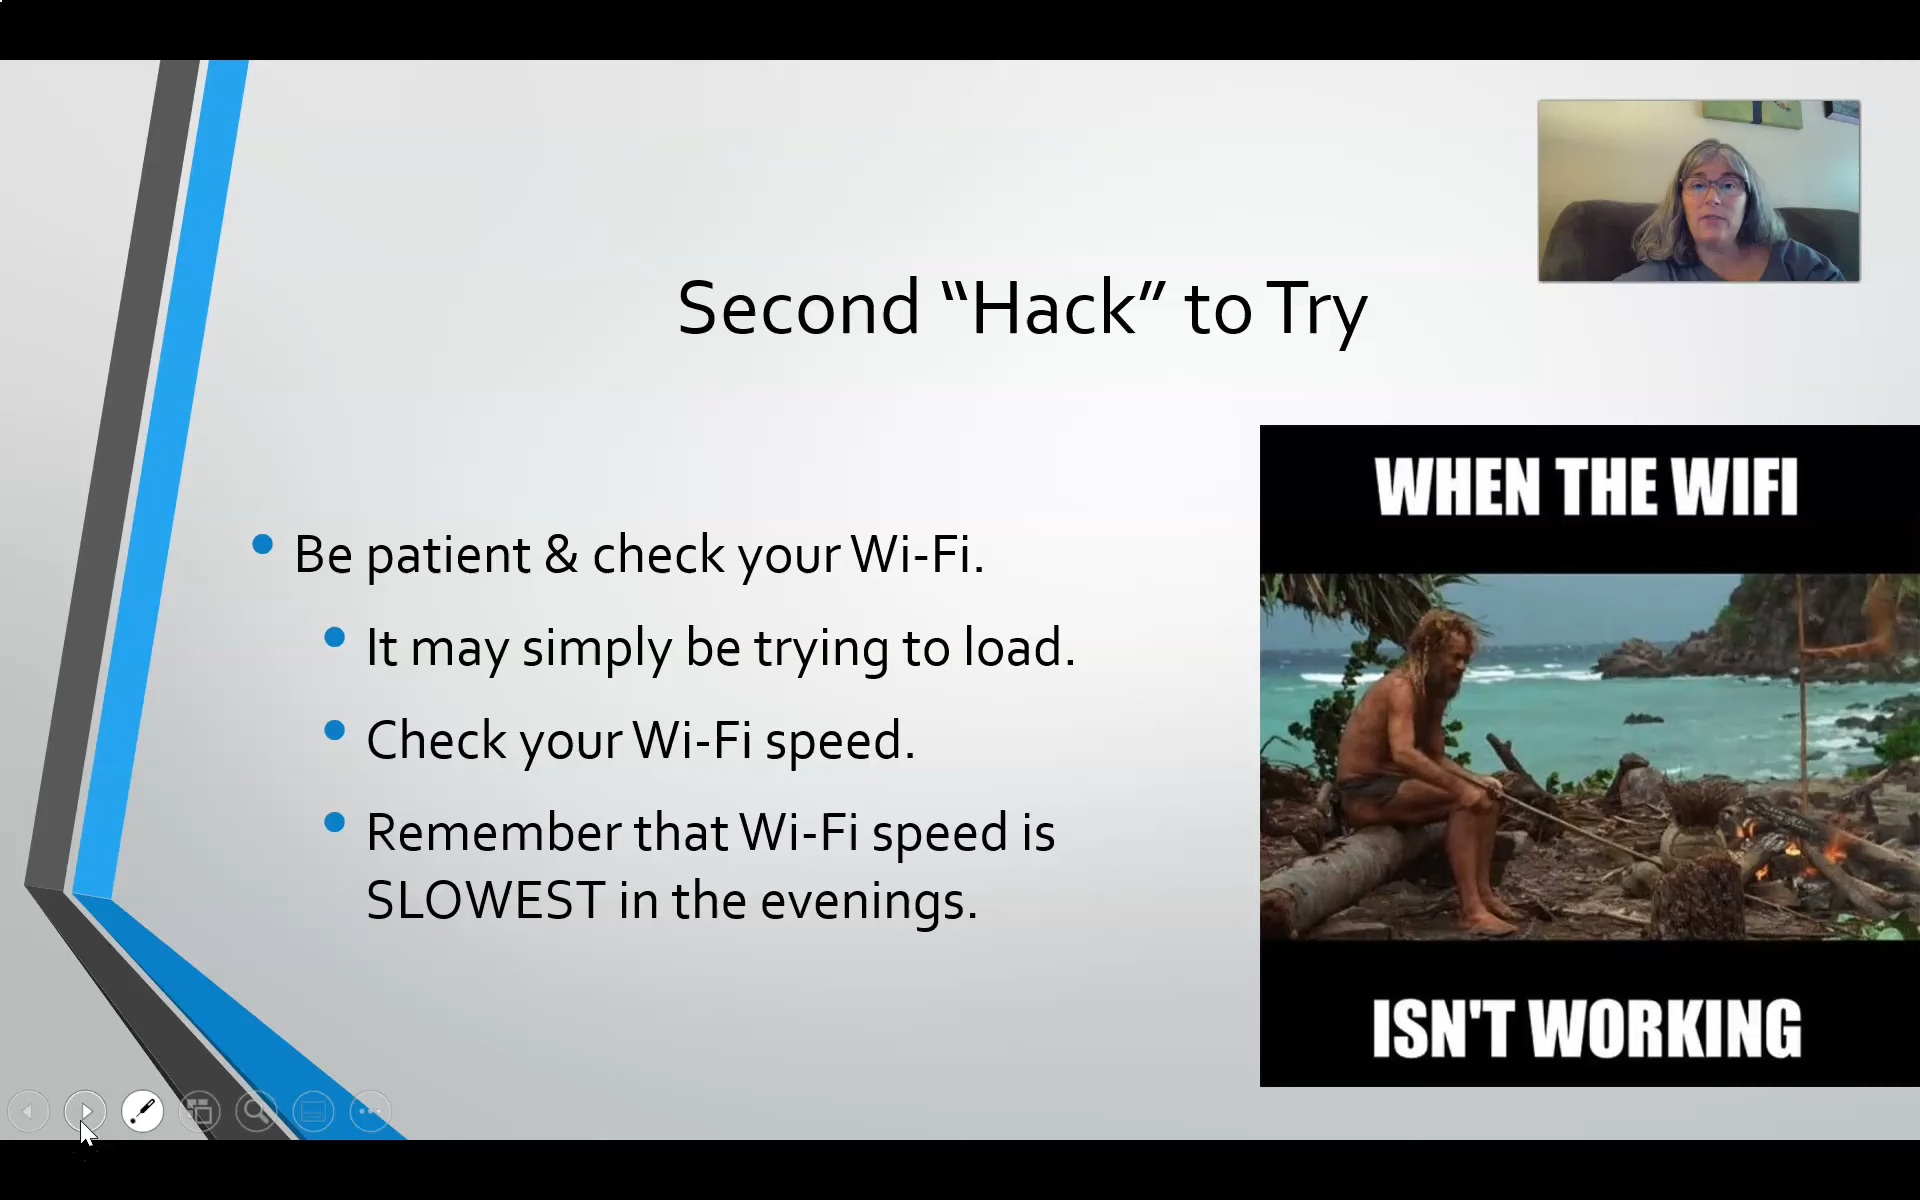 Second “Hack” to Try
WHEN THE WIFI
• Be patient & check your Wi-Fi.
• It may simply be trying to load.
• Check your Wi-Fi speed.
• Remember that Wi-Fi speed is
SLOWEST in the evenings.
ISN'T WORKING